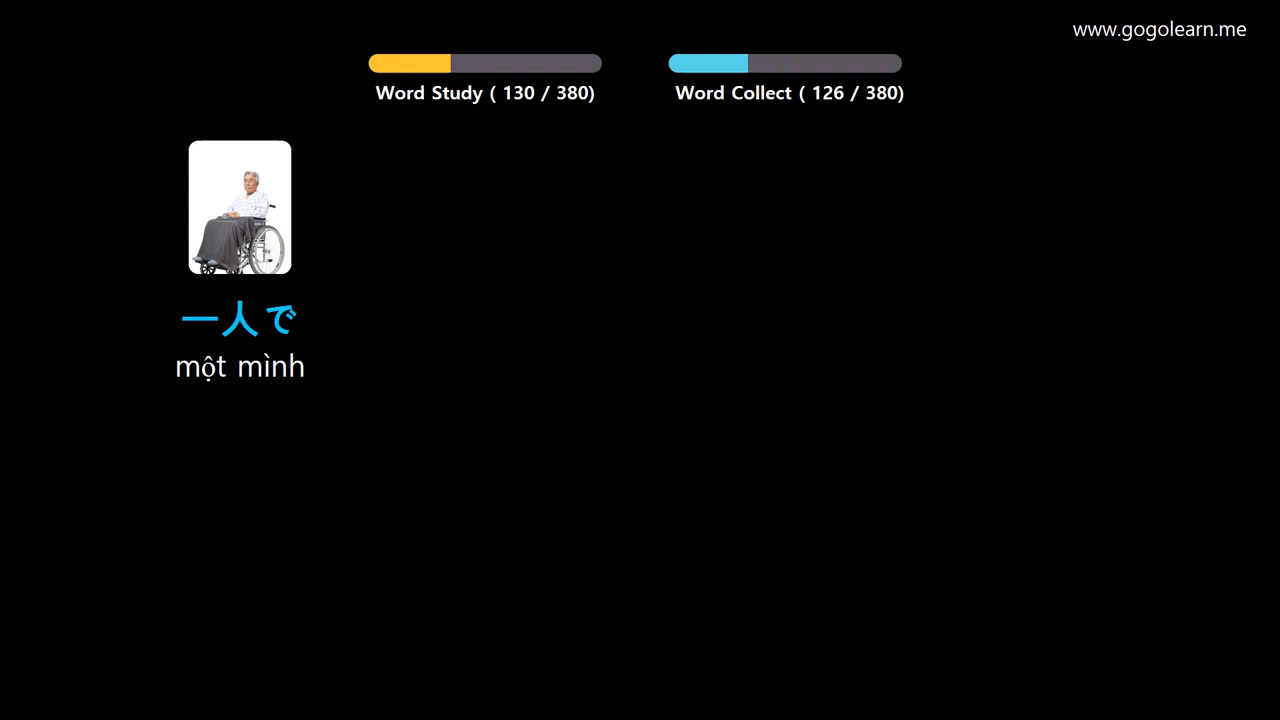 www.gogolearn.me
Word Study ( 130 / 380)
Word Collect ( 126 / 380)
一人で
một mình